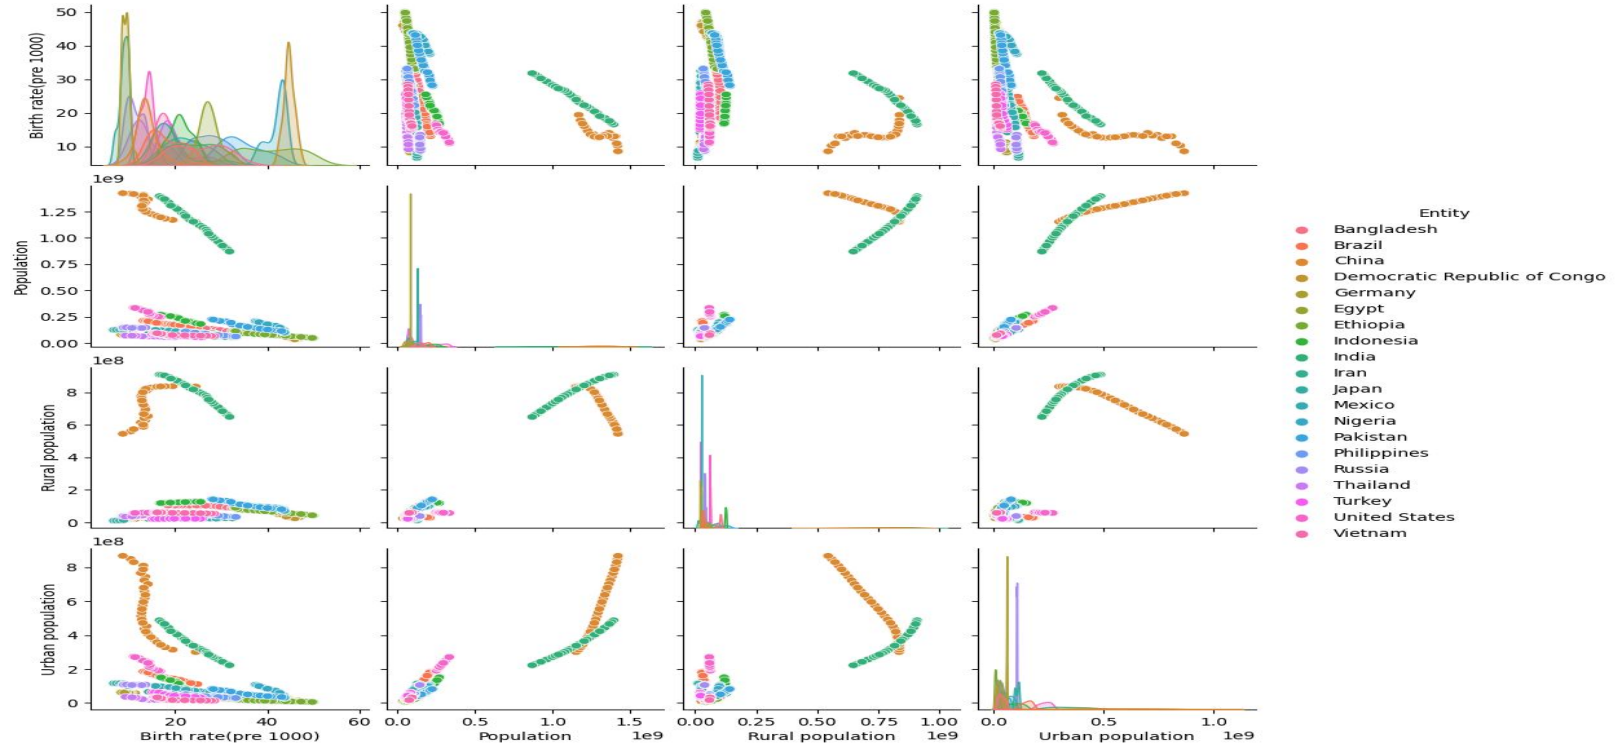 50
40
30
20
10
Birth rate(pre 1000)
1e9
1.25
1.00
0.75
0.50
0.25
0.00
Population
1e8
8
6
4
2
0
Rural population
1e8
8
6
4
2
0
Urban population
20 40 60
Birth rate(pre 1000)
0.0 0.5 1.0 1.5
Population 1e9
0.00 0.25 0.50 0.75 1.00
Rural population 1e9
0.0 0.5 1.0
Urban population 1e9
Entity
Bangladesh
Brazil
China
Democratic Republic of Congo
Germany
Egypt
Ethiopia
Indonesia
India
Iran
Japan
Mexico
Nigeria
Pakistan
Philippines
Russia
Thailand
Turkey
United States
Vietnam